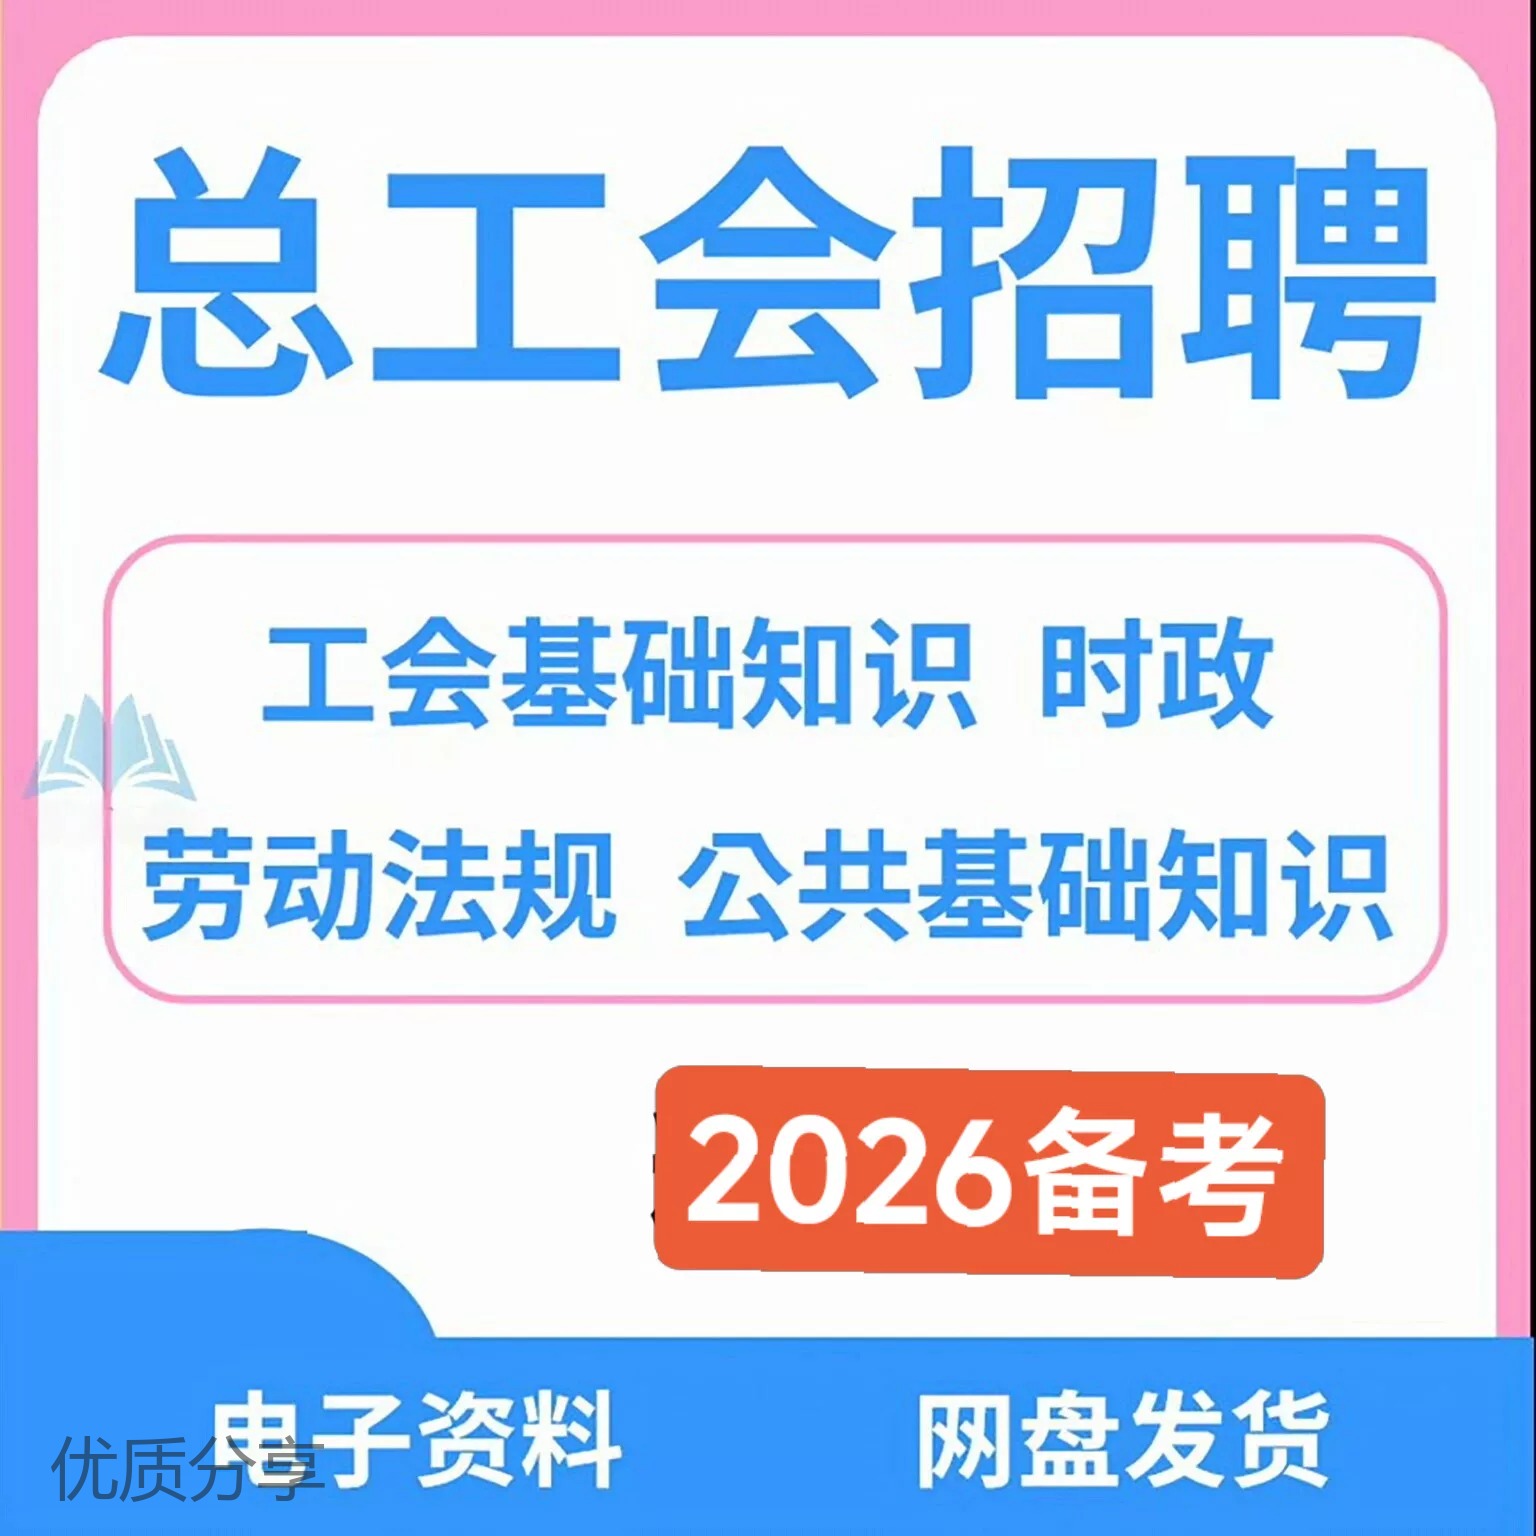 总工会招聘
工会基础知识 时政
劳动法规 公共基础知识
2026备考
电子资料 网盘发货
优质分享